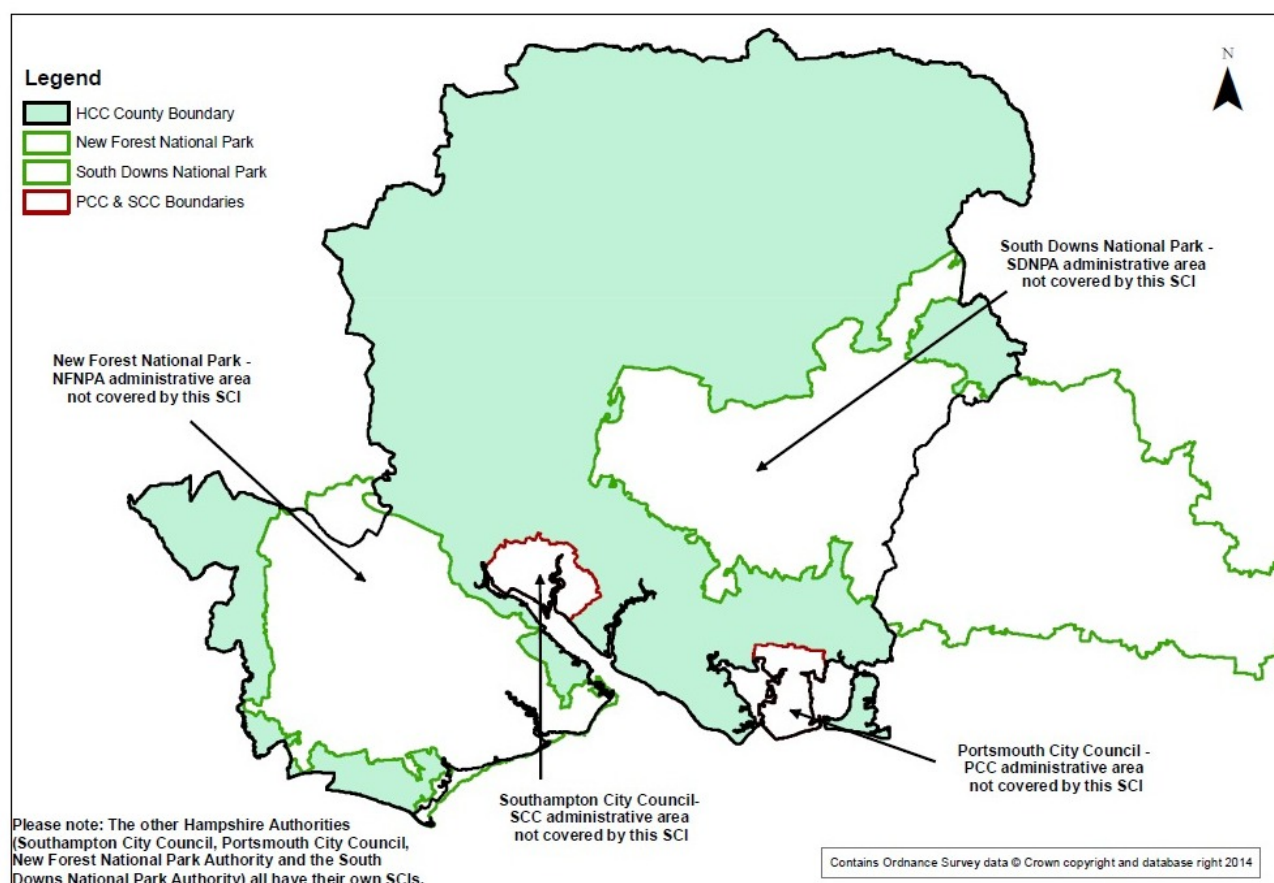 Legend
HCC County Boundary
New Forest National Park
South Downs National Park
PCC & SCC Boundaries
N
South Downs National Park -
SDNPA administrative area
not covered by this SCI
New Forest National Park -
NFNPA administrative area
not covered by this SCI
Portsmouth City Council -
PCC administrative area
not covered by this SCI
Southampton City Council-
SCC administrative area
not covered by this SCI
Please note: The other Hampshire Authorities
(Southampton City Council, Portsmouth City Council,
New Forest National Park Authority and the South
Downs National Park Authority) all have their own SCIs.
Contains Ordnance Survey data © Crown copyright and database right 2014